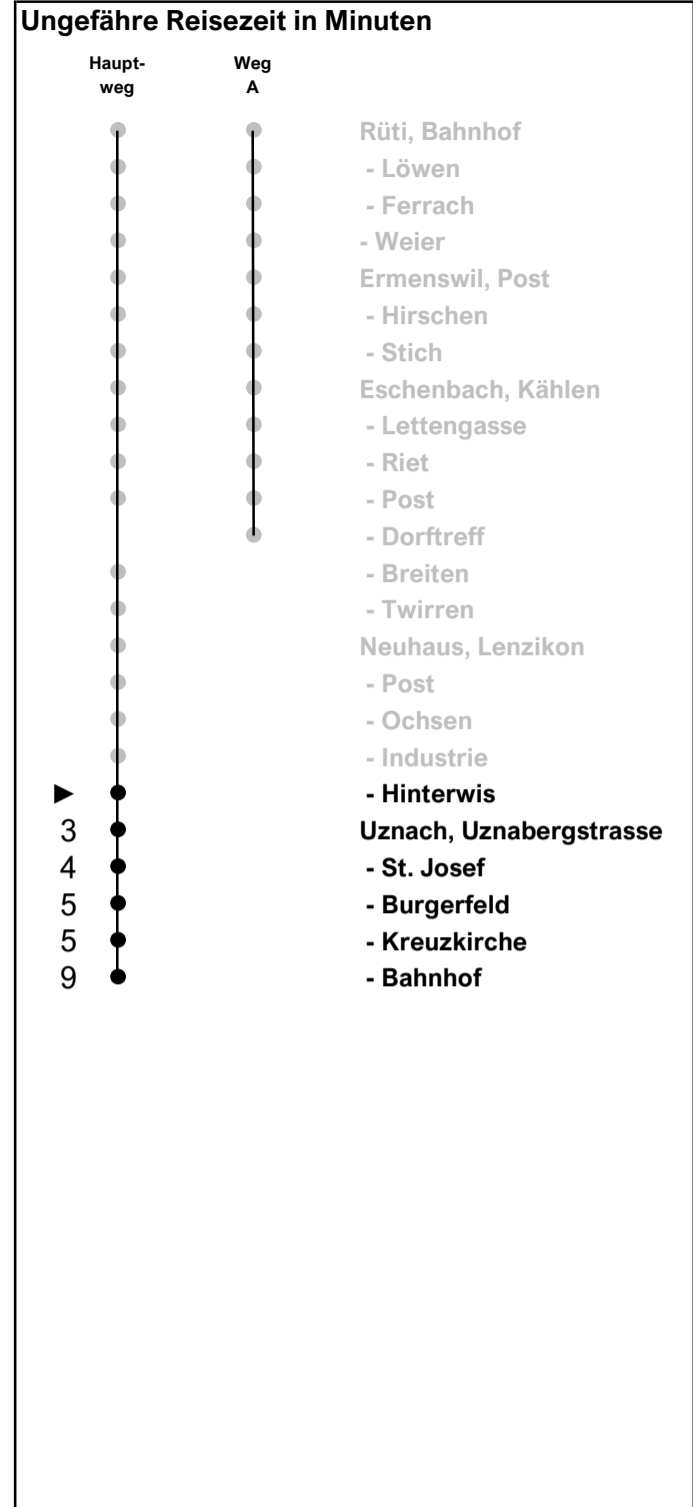 Ungefähre Reisezeit in Minuten
Haupt- Weg
weg A
Rüti, Bahnhof
- Löwen
- Ferrach
- Weier
Ermenswil, Post
- Hirschen
- Stich
Eschenbach, Kählen
- Lettengasse
- Riet
- Post
- Dorftreff
- Breiten
- Twirren
Neuhaus, Lenzikon
- Post
- Ochsen
- Industrie
- Hinterwis
3 Uznach, Uznabergstrasse
4 - St. Josef
5 - Burgerfeld
5 - Kreuzkirche
9 - Bahnhof